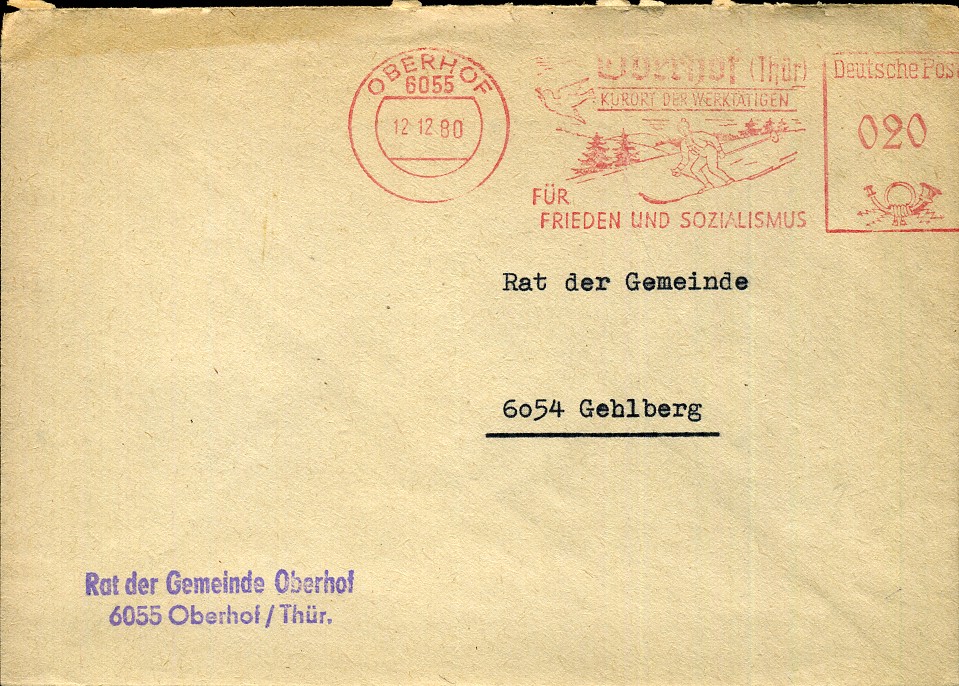 OBERHOF
6055
12.12.80
Oberhof (Thür)
KURORT DER WERKTÄTIGEN
FÜR
FRIEDEN UND SOZIALISMUS
Deutsche Post
020
Rat der Gemeinde
6o54 Gehlberg
Rat der Gemeinde Oberhof
6055 Oberhof / Thür.